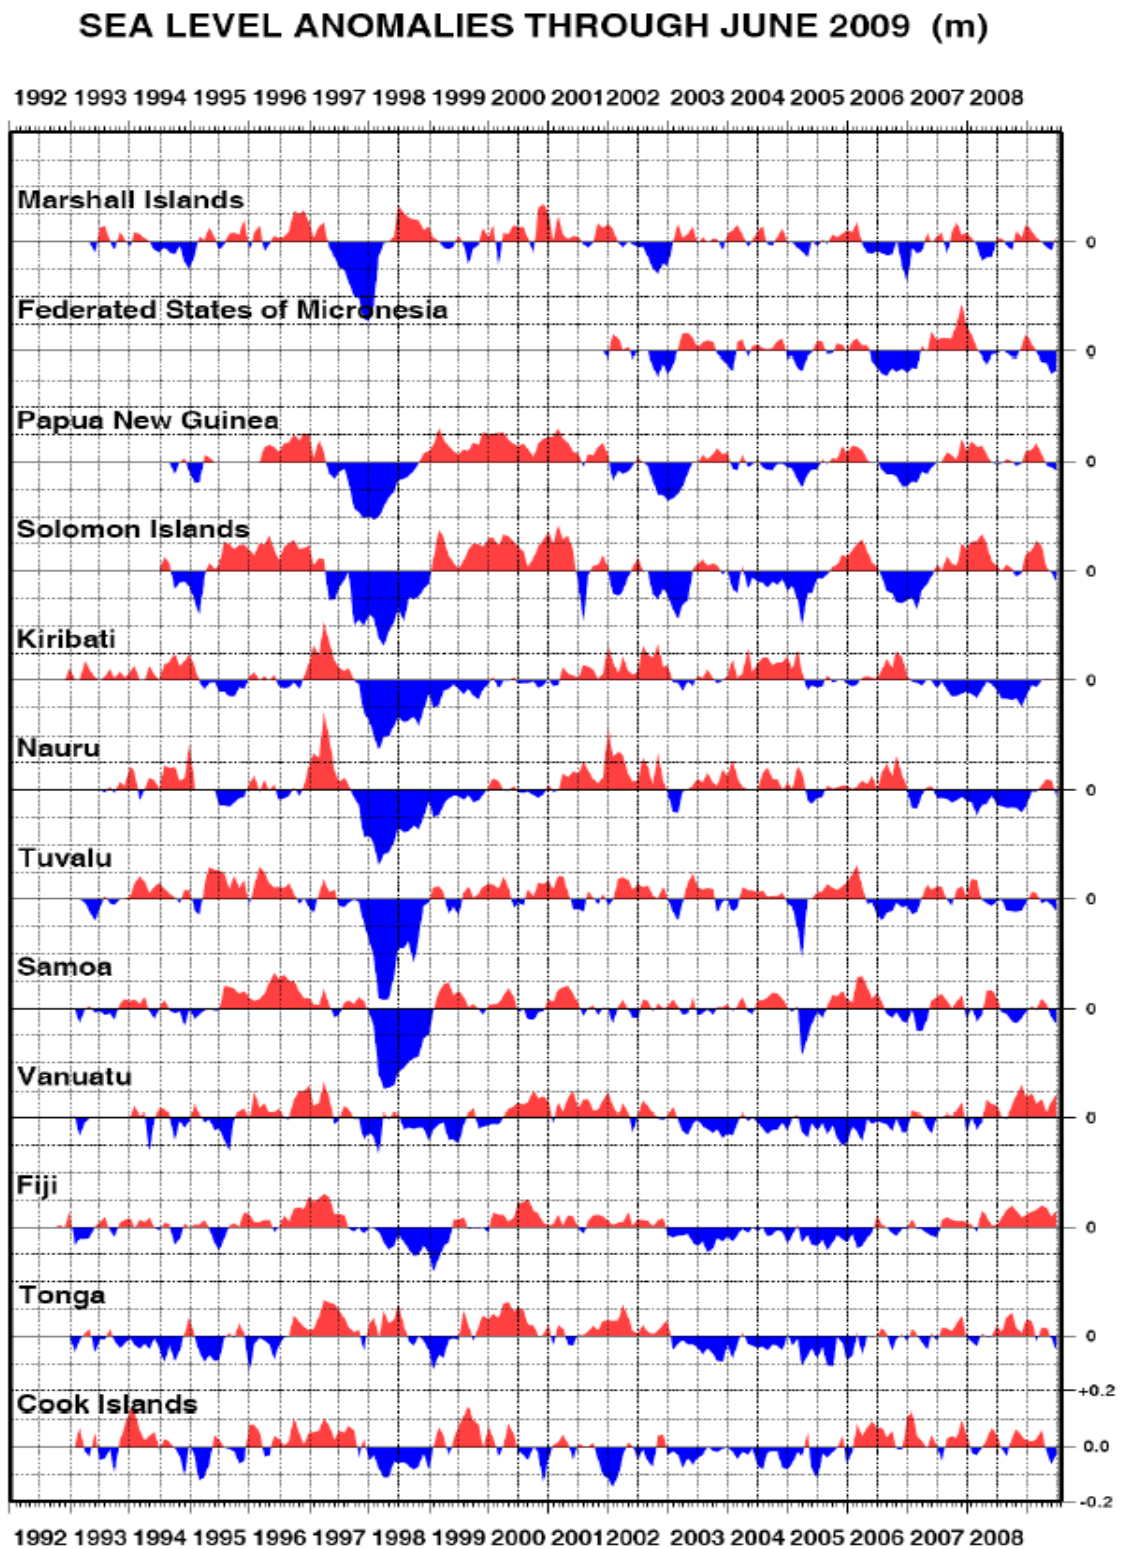 SEA LEVEL ANOMALIES THROUGH JUNE 2009 (m)
1992 1993 1994 1995 1996 1997 1998 1999 2000 2001 2002 2003 2004 2005 2006 2007 2008
Marshall Islands
0
Federated States of Micronesia
0
Papua New Guinea
0
Solomon Islands
0
Kiribati
0
Nauru
0
Tuvalu
0
Samoa
0
Vanuatu
0
Fiji
0
Tonga
0
+0.2
Cook Islands
0.0
-0.2
1992 1993 1994 1995 1996 1997 1998 1999 2000 2001 2002 2003 2004 2005 2006 2007 2008